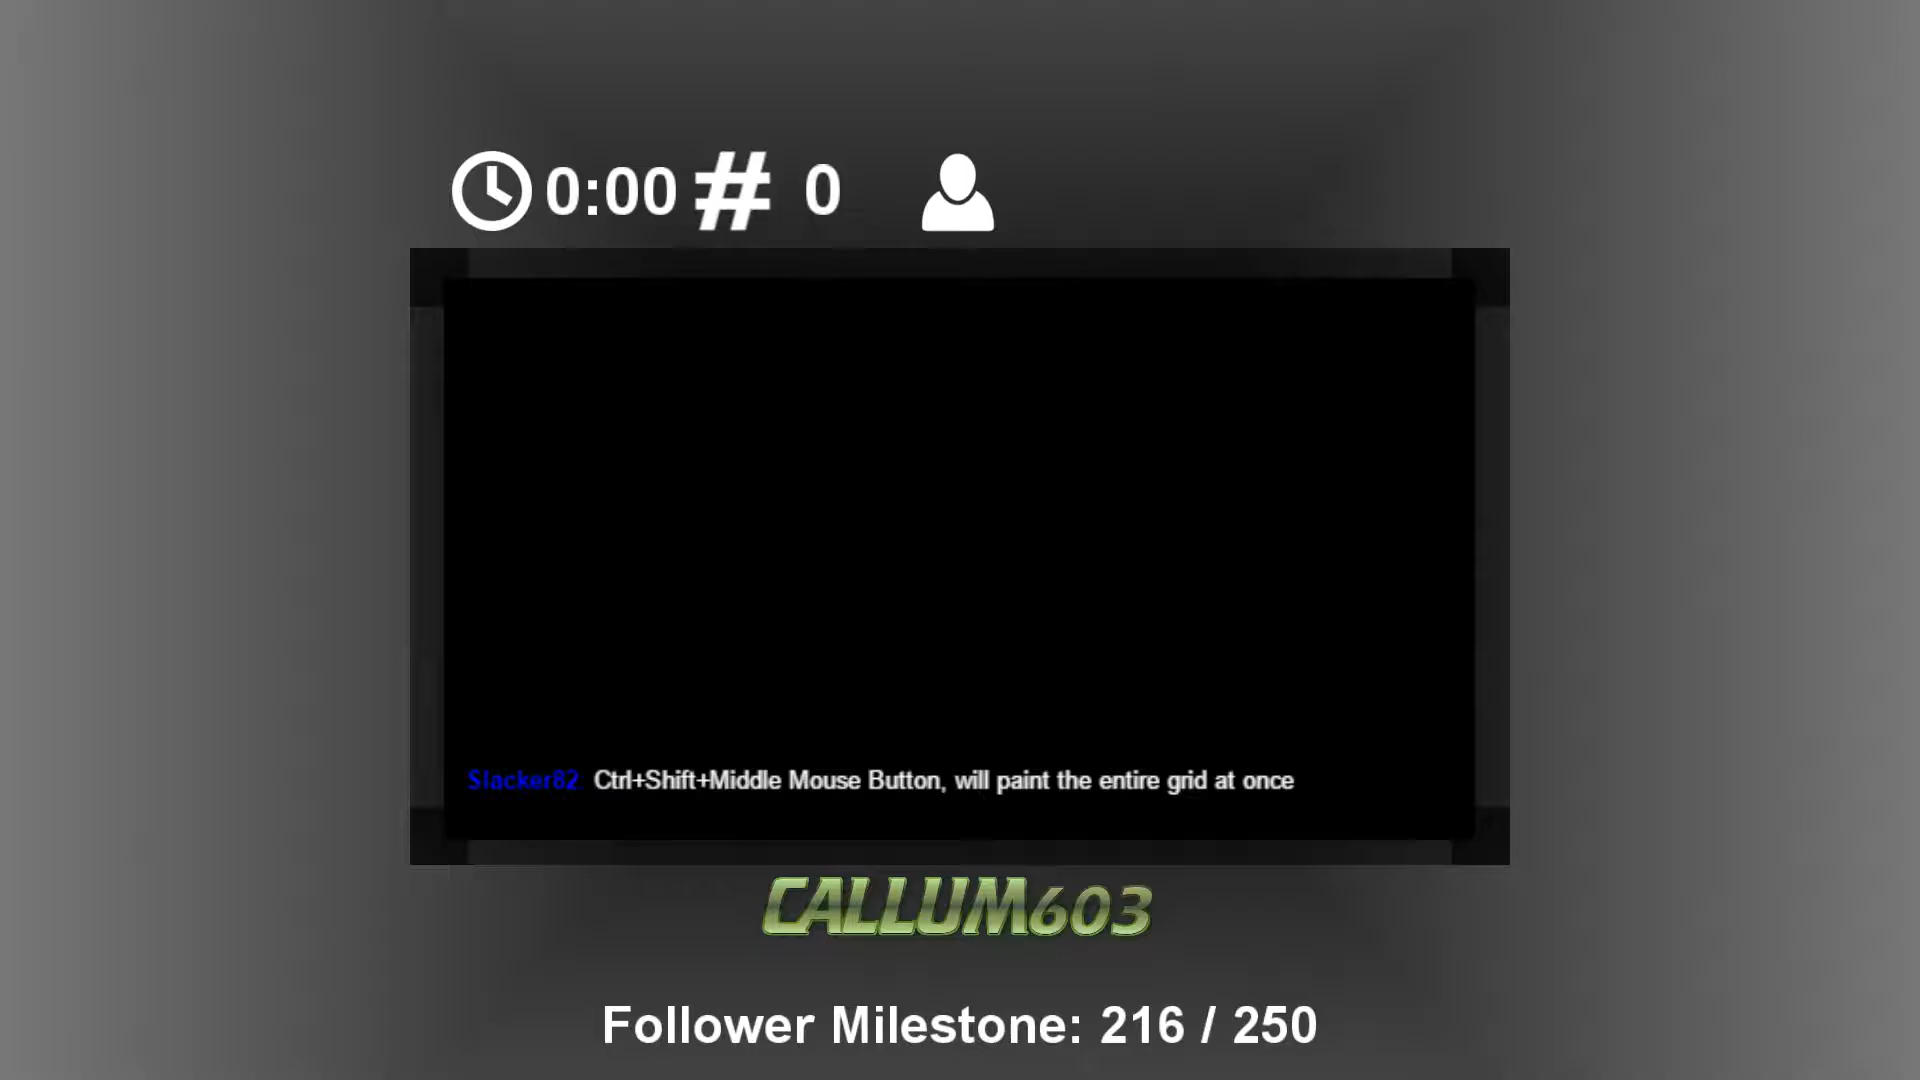 0:00 # 0
Slacker82: Ctrl+Shift+Middle Mouse Button, will paint the entire grid at once
CALLUM603
Follower Milestone: 216 / 250